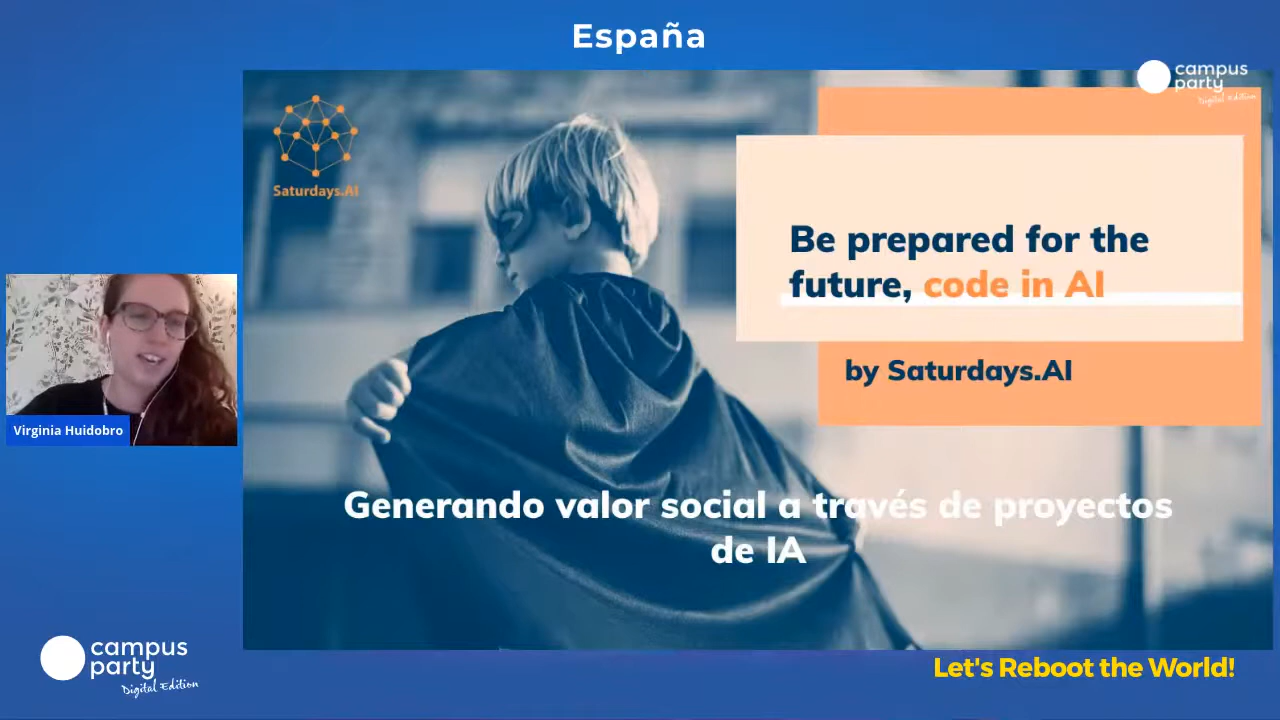 España
campus
party
Digital Edition
Saturdays.AI
Be prepared for the
future, code in AI
by Saturdays.AI
Virginia Huidobro
Generando valor social a través de proyectos
de IA
campus
party
Digital Edition
Let's Reboot the World!